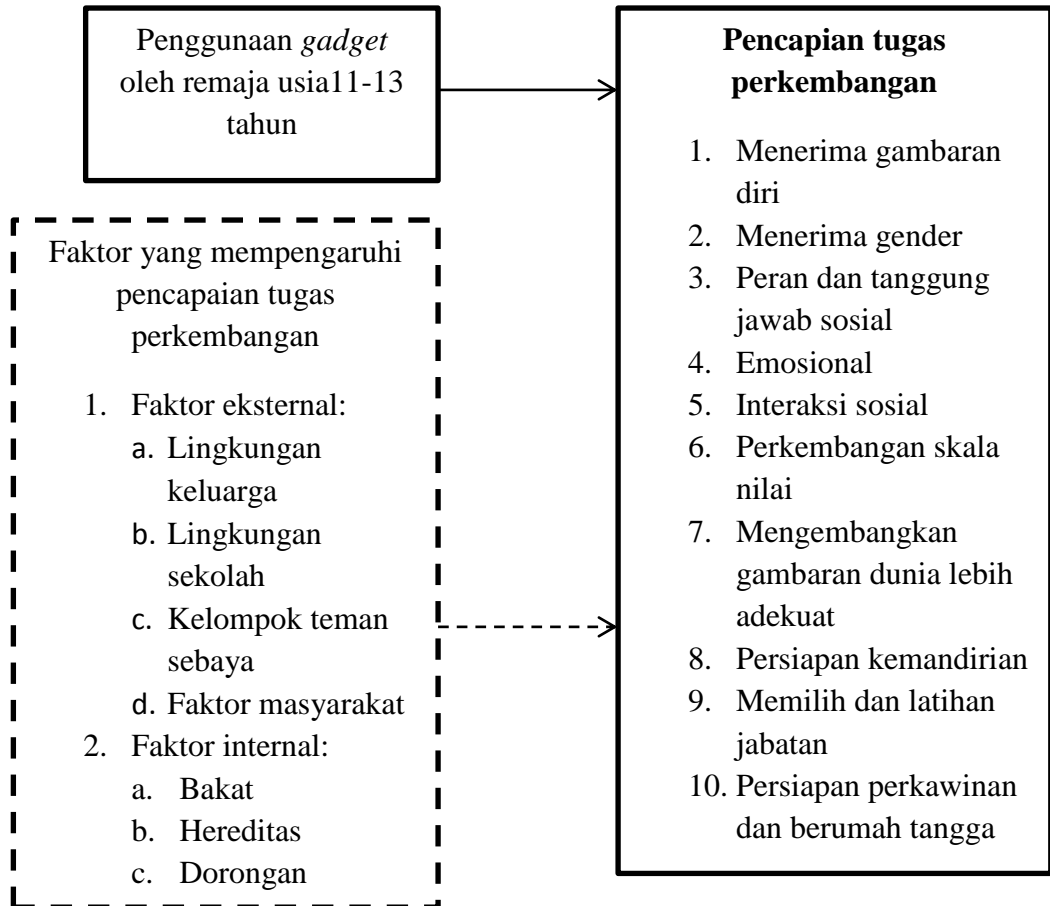 Penggunaan gadget
oleh remaja usia11-13
tahun
Faktor yang mempengaruhi
pencapaian tugas
perkembangan
1. Faktor eksternal:
a. Lingkungan
keluarga
b. Lingkungan
sekolah
c. Kelompok teman
sebaya
d. Faktor masyarakat
2. Faktor internal:
a. Bakat
b. Hereditas
c. Dorongan
Pencapian tugas
perkembangan
1. Menerima gambaran
diri
2. Menerima gender
3. Peran dan tanggung
jawab sosial
4. Emosional
5. Interaksi sosial
6. Perkembangan skala
nilai
7. Mengembangkan
gambaran dunia lebih
adekuat
8. Persiapan kemandirian
9. Memilih dan latihan
jabatan
10. Persiapan perkawinan
dan berumah tangga